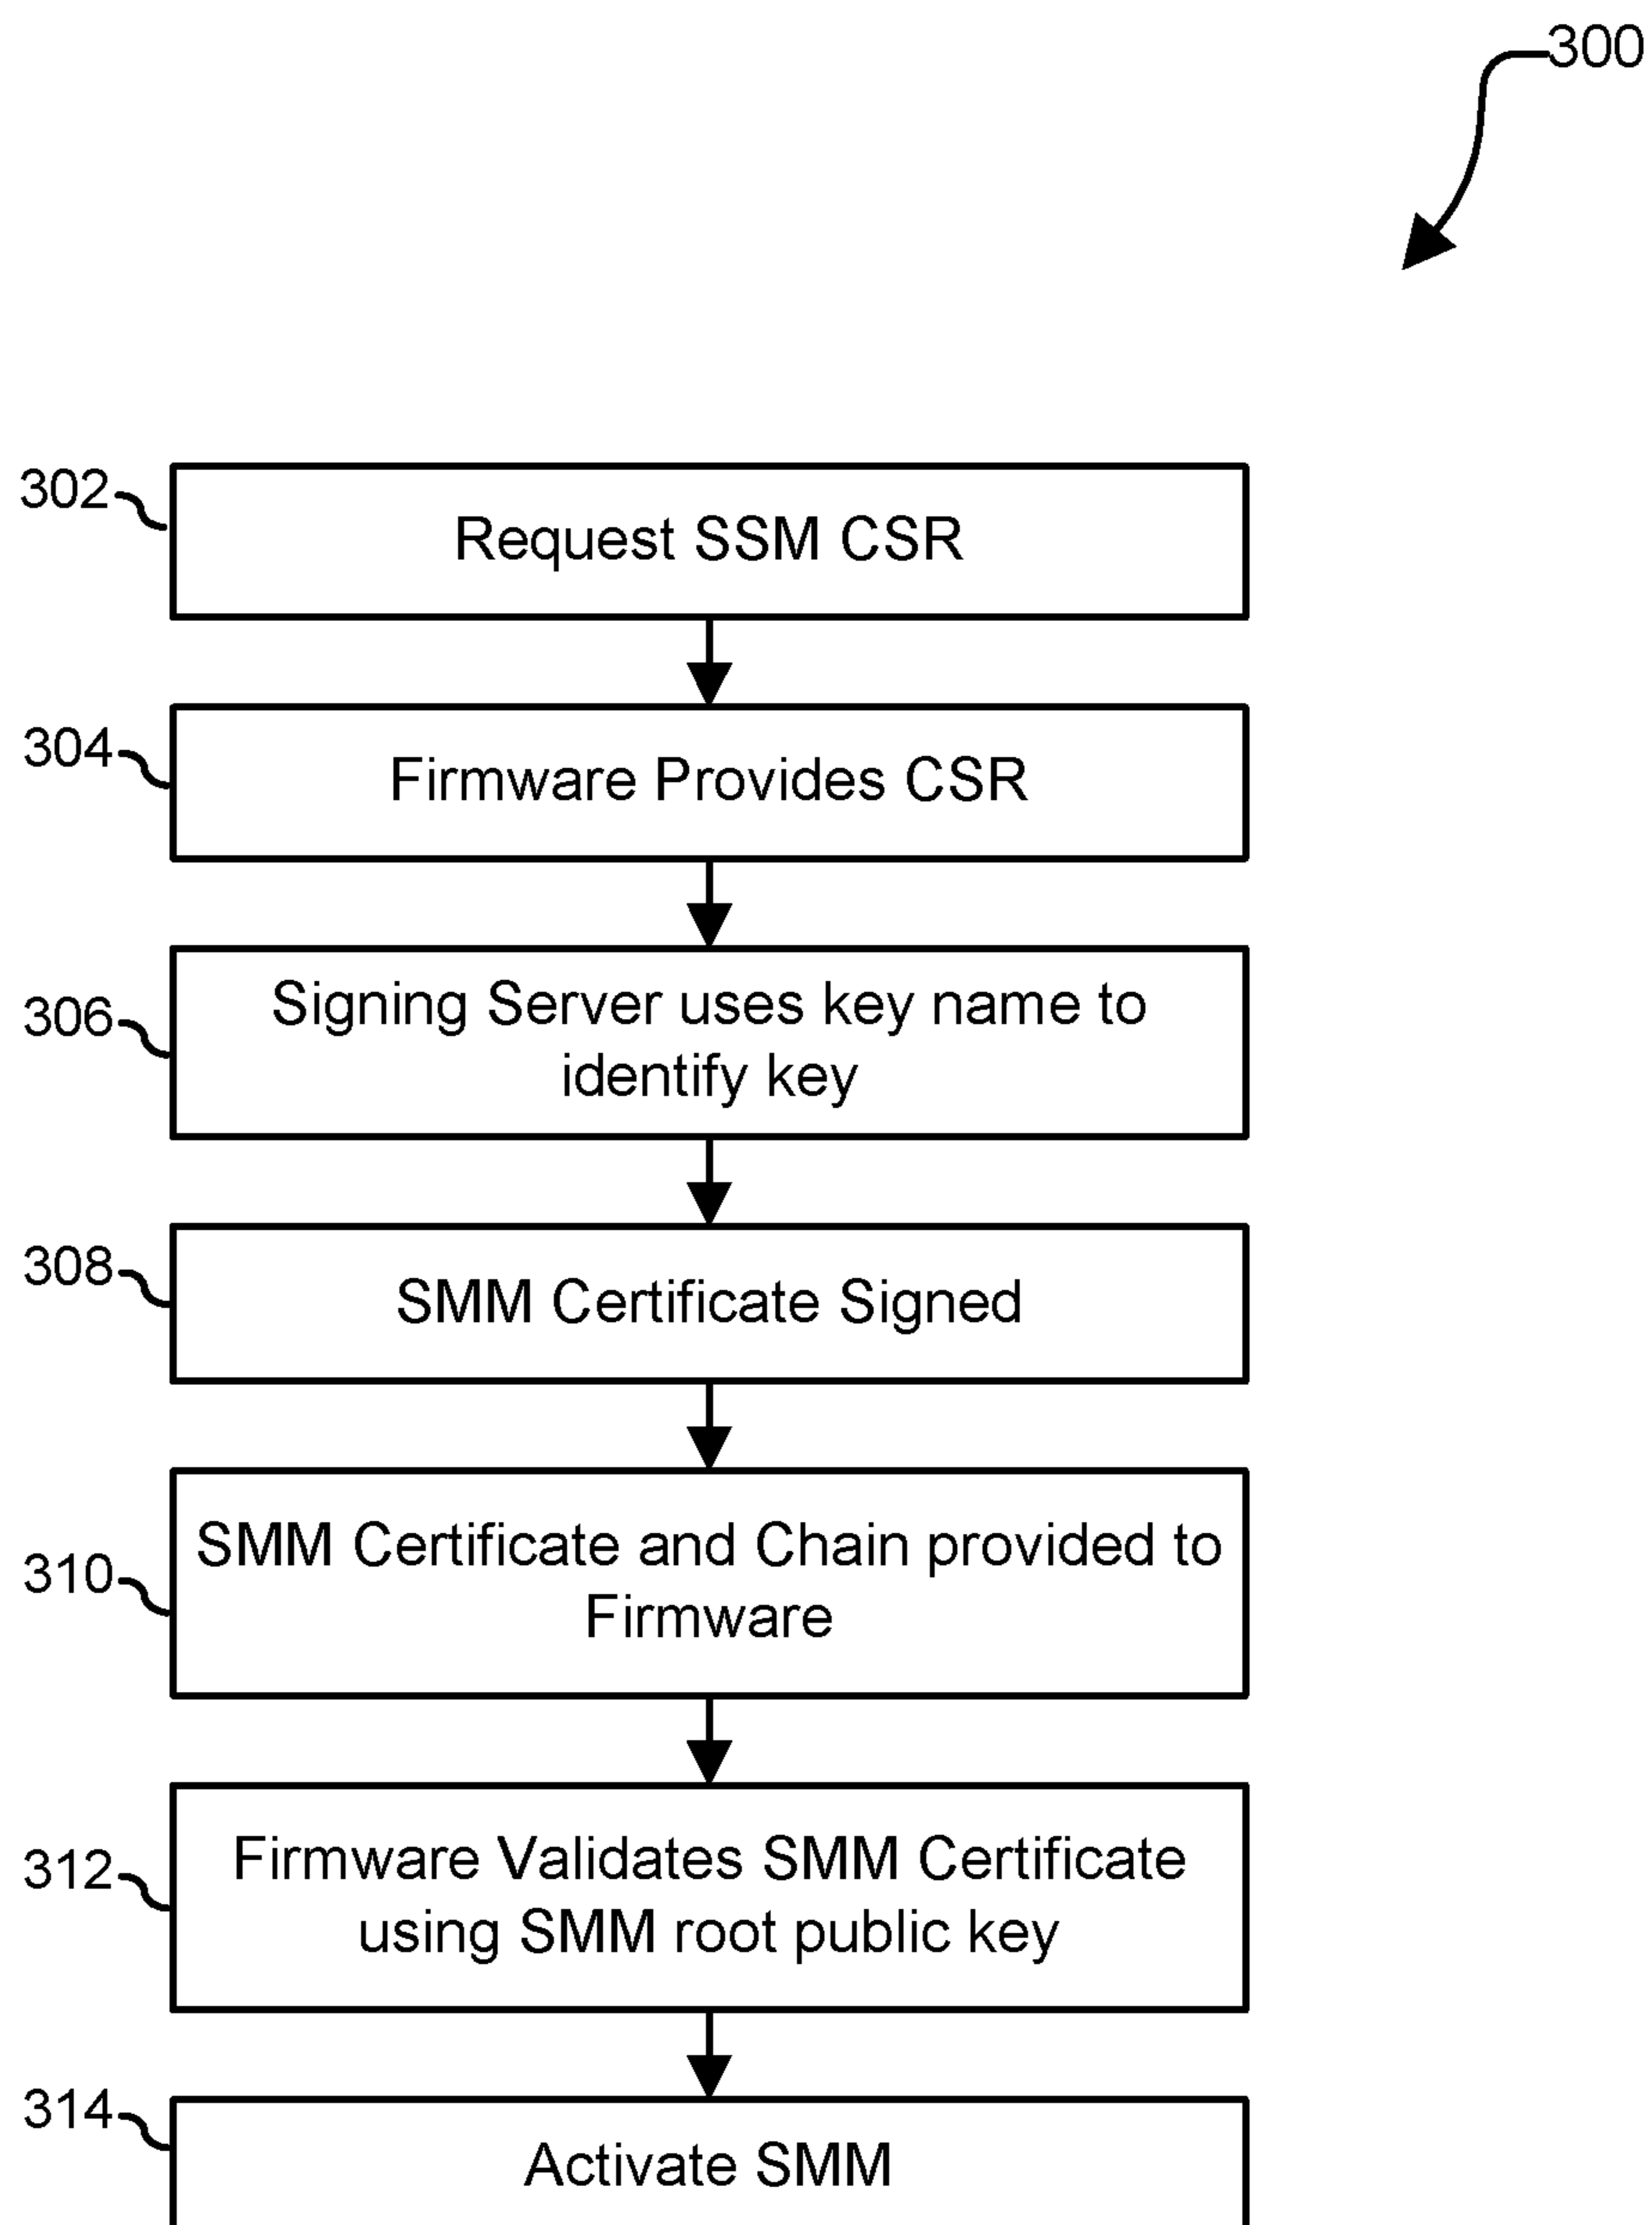 300
302
Request SSM CSR
304
Firmware Provides CSR
306
Signing Server uses key name to
identify key
308
SMM Certificate Signed
310
SMM Certificate and Chain provided to
Firmware
312
Firmware Validates SMM Certificate
using SMM root public key
314
Activate SMM